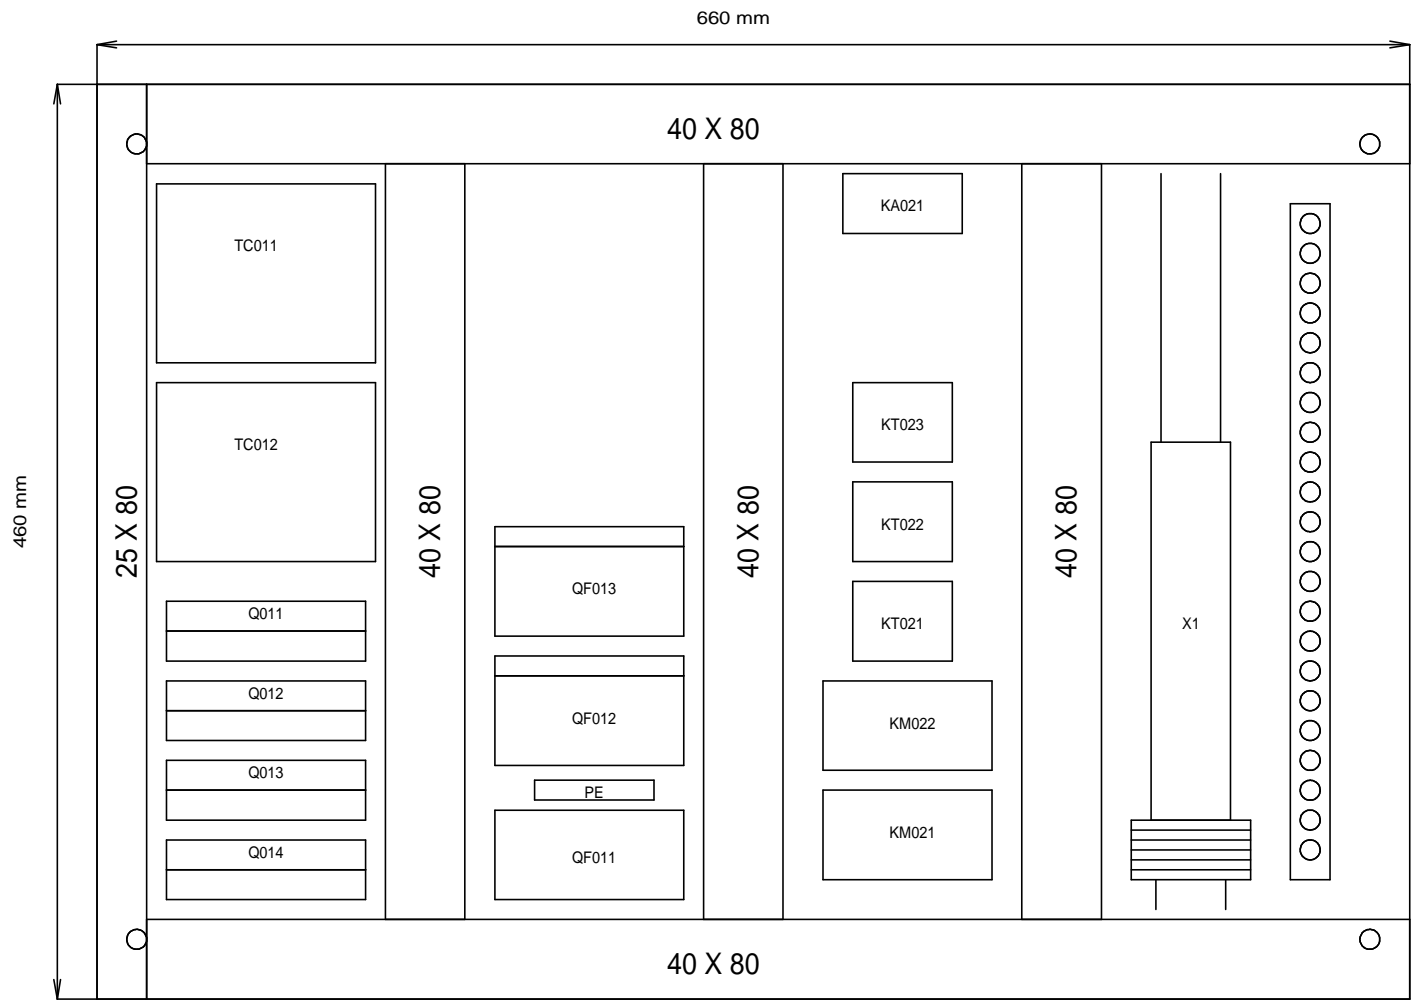 660 mm
460 mm
40 X 80
25 X 80
TC011
TC012
Q011
Q012
Q013
Q014
40 X 80
QF013
QF012
PE
QF011
40 X 80
KA021
KT023
KT022
KT021
KM022
KM021
40 X 80
X1
40 X 80